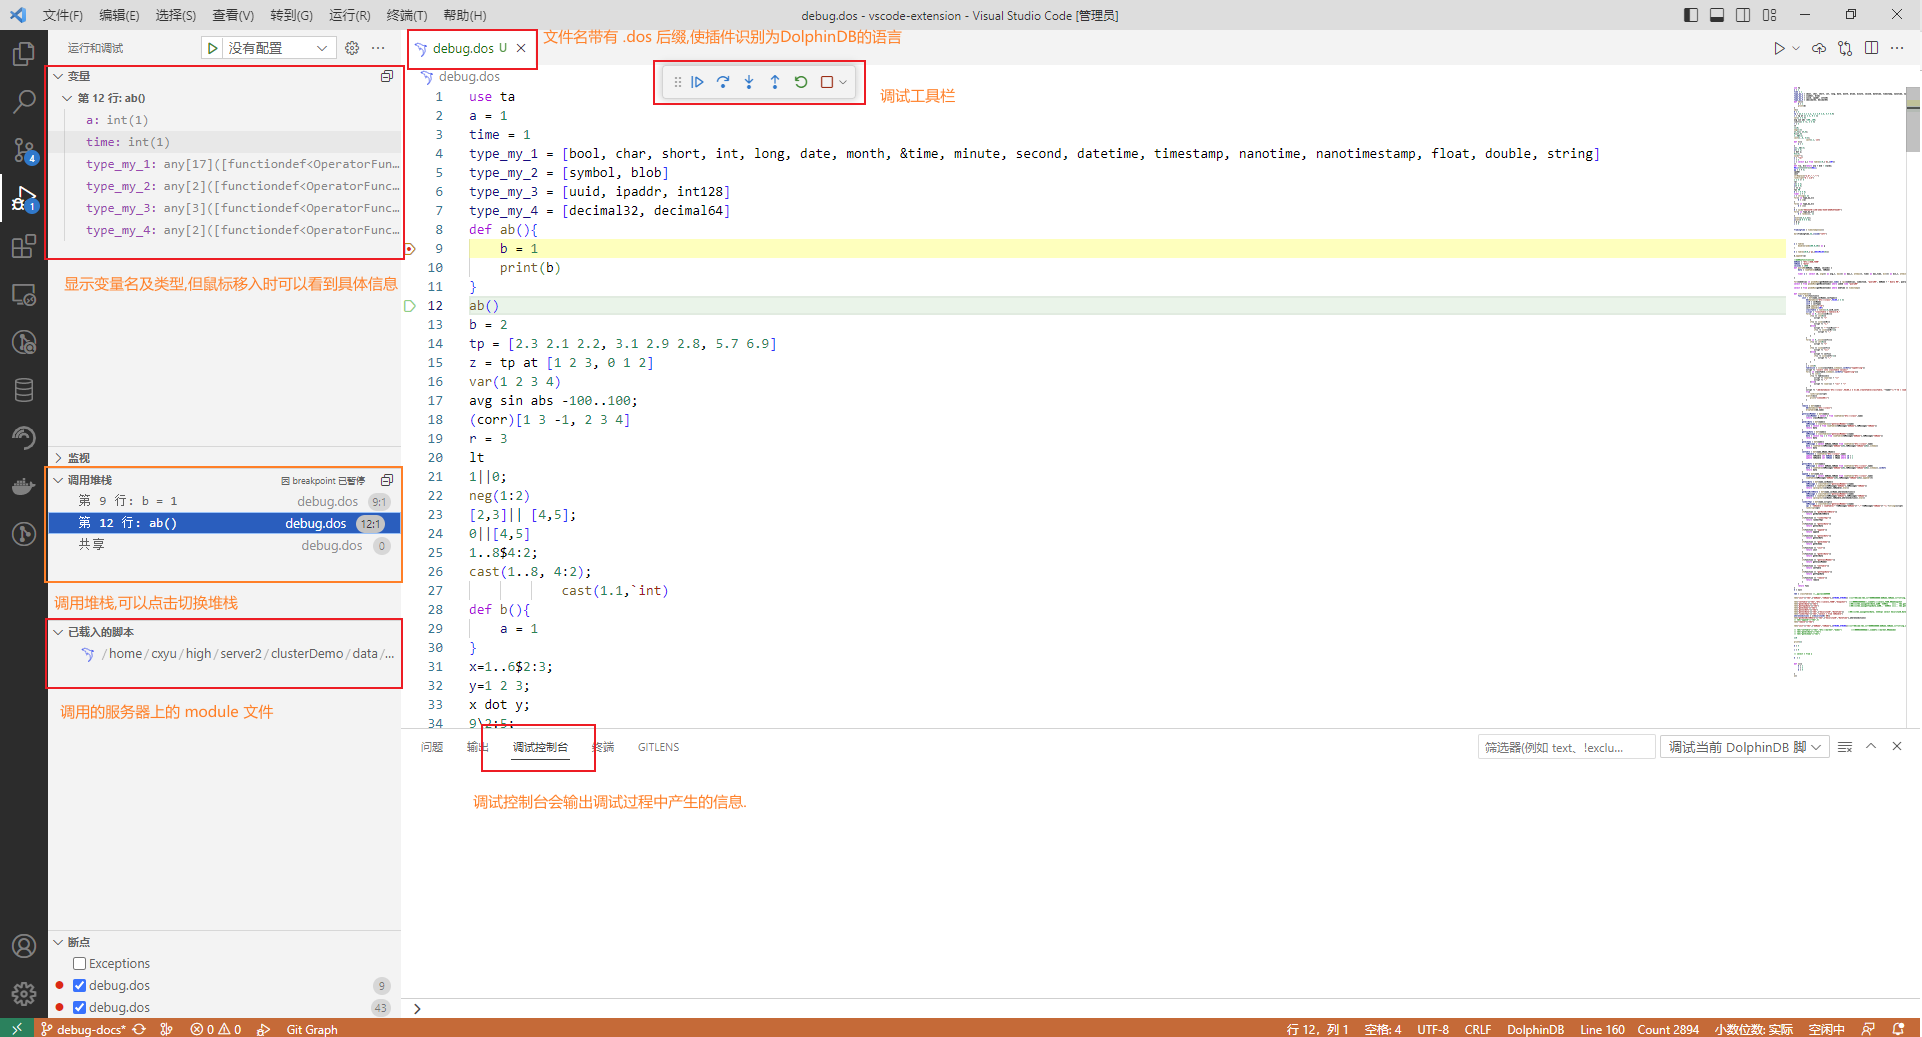 文件(F) 编辑(E) 选择(S) 查看(V) 转到(G) 运行(R) 终端(T) 帮助(H)
debug.dos - vscode-extension - Visual Studio Code [管理员]
运行和调试
没有配置
变量
第 12 行: ab()
a: int(1)
time: int(1)
type_my_1: any[17]([functiondef<OperatorFunc...
type_my_2: any[2]([functiondef<OperatorFunc...
type_my_3: any[3]([functiondef<OperatorFunc...
type_my_4: any[2]([functiondef<OperatorFunc...
显示变量名及类型,但鼠标移入时可以看到具体信息
监视
调用堆栈
因 breakpoint 已暂停
第 9 行: b = 1 debug.dos 9:1
第 12 行: ab() debug.dos 12:1
共享 debug.dos 0
调用堆栈,可以点击切换堆栈
已载入的脚本
/home/cxyu/high/server2/clusterDemo/data/...
调用的服务器上的 module 文件
断点
Exceptions
debug.dos 9
debug.dos 43
4
1
debug.dos U
文件名带有 .dos 后缀,使插件识别为DolphinDB的语言
debug.dos
调试工具栏
1 use ta
2 a = 1
3 time = 1
4 type_my_1 = [bool, char, short, int, long, date, month, &time, minute, second, datetime, timestamp, nanotime, nanotimestamp, float, double, string]
5 type_my_2 = [symbol, blob]
6 type_my_3 = [uuid, ipaddr, int128]
7 type_my_4 = [decimal32, decimal64]
8 def ab(){
9 b = 1
10 print(b)
11 }
12 ab()
13 b = 2
14 tp = [2.3 2.1 2.2, 3.1 2.9 2.8, 5.7 6.9]
15 z = tp at [1 2 3, 0 1 2]
16 var(1 2 3 4)
17 avg sin abs -100..100;
18 (corr)[1 3 -1, 2 3 4]
19 r = 3
20 lt
21 1||0;
22 neg(1:2)
23 [2,3]|| [4,5];
24 0||[4,5]
25 1..8$4:2;
26 cast(1..8, 4:2);
27 cast(1.1,`int)
28 def b(){
29 a = 1
30 }
31 x=1..6$2:3;
32 y=1 2 3;
33 x dot y;
34 9\2:5;
问题 输出 调试控制台 终端 GITLENS
筛选器(例如 text、!exclu...
调试当前 DolphinDB 脚
调试控制台会输出调试过程中产生的信息.
debug-docs* 0 0 Git Graph
行 12，列 1 空格: 4 UTF-8 CRLF DolphinDB Line 160 Count 2894 小数位数: 实际 空闲中